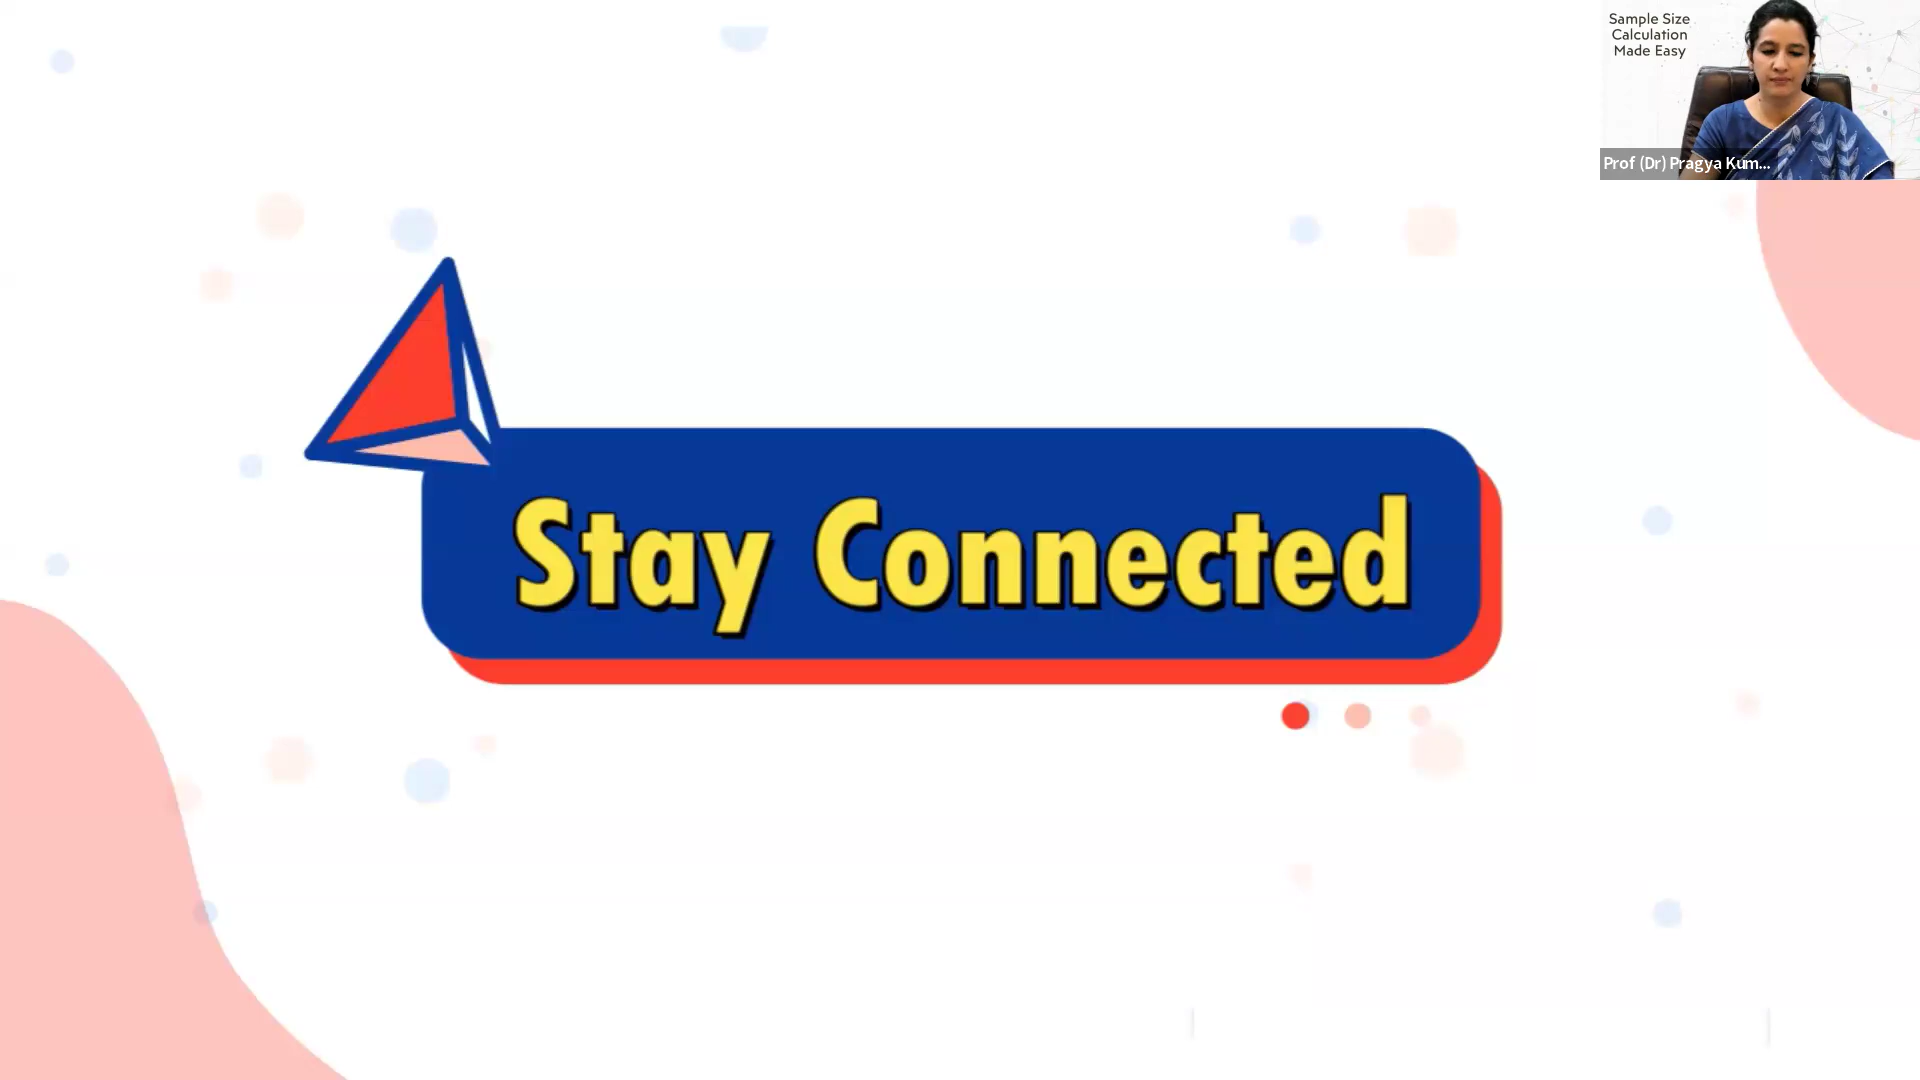 Sample Size
Calculation
Made Easy
Prof (Dr) Pragya Kum...
Stay Connected